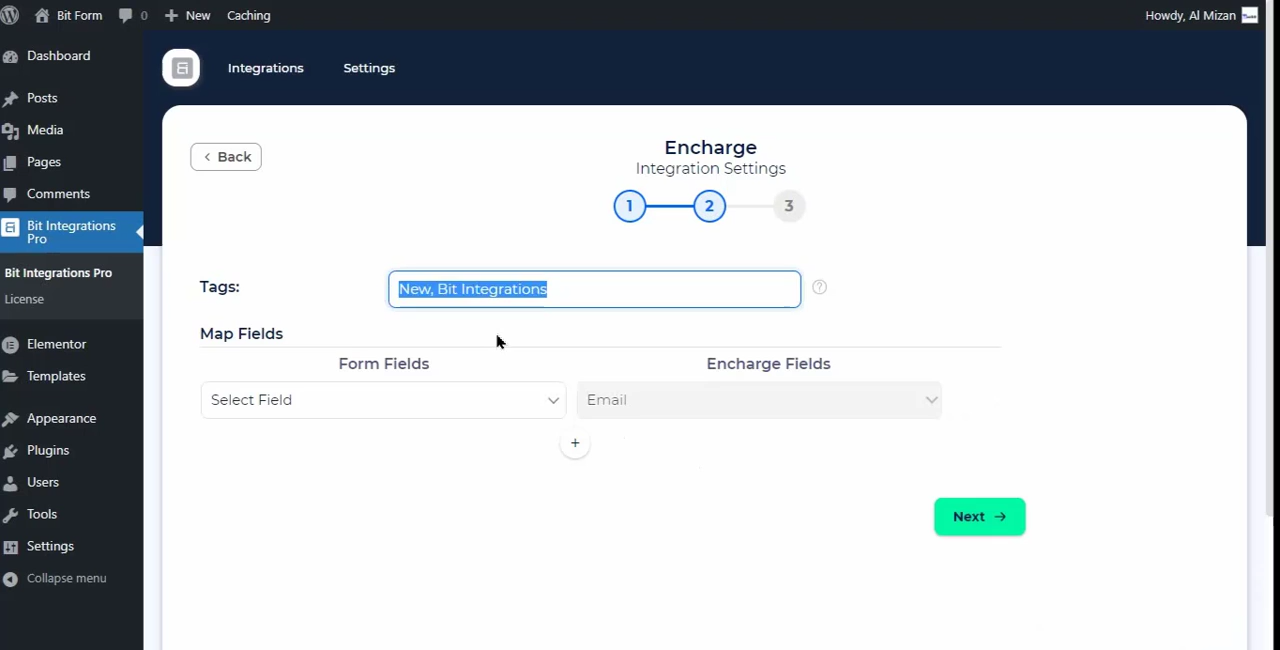 Bit Form 0 New Caching Howdy, Al Mizan
Dashboard
Posts
Media
Pages
Comments
Bit Integrations
Pro
Bit Integrations Pro
License
Elementor
Templates
Appearance
Plugins
Users
Tools
Settings
Collapse menu
Integrations Settings
Back
Encharge
Integration Settings
1 2 3
Tags: New, Bit Integrations ?
Map Fields
Form Fields Encharge Fields
Select Field Email
+
Next →